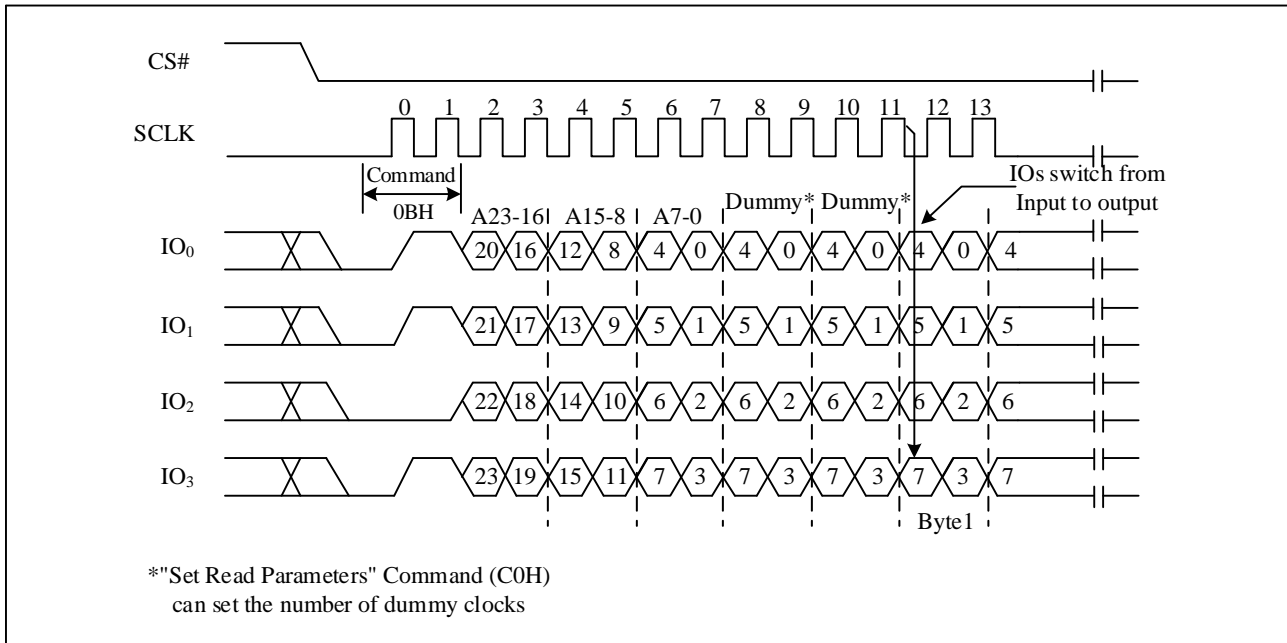 CS#
0 1 2 3 4 5 6 7 8 9 10 11 12 13
SCLK
Command
0BH
IOs switch from
Input to output
Dummy* Dummy*
A23-16 A15-8 A7-0
IO0 20 16 12 8 4 0 4 0 4 0 4 0 4
IO1 21 17 13 9 5 1 5 1 5 1 5 1 5
IO2 22 18 14 10 6 2 6 2 6 2 6 2 6
IO3 23 19 15 11 7 3 7 3 7 3 7 3 7
Byte1
*"Set Read Parameters" Command (C0H)
can set the number of dummy clocks